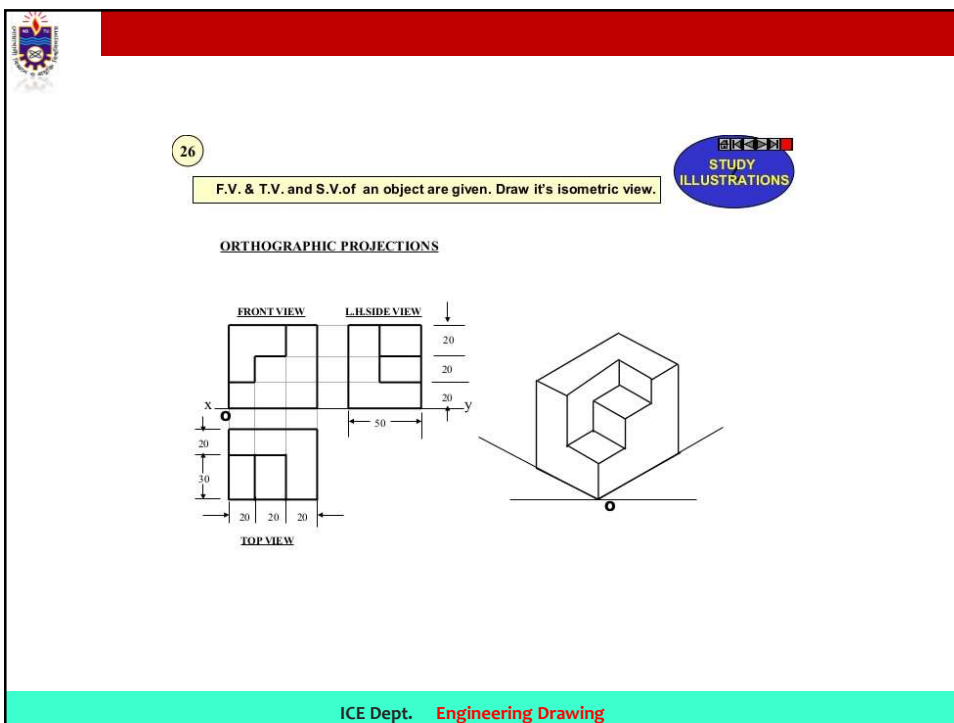 26
STUDY
ILLUSTRATIONS
F.V. & T.V. and S.V.of an object are given. Draw it's isometric view.
ORTHOGRAPHIC PROJECTIONS
FRONT VIEW
L.H.SIDE VIEW
20
20
20
X
O
y
50
20
30
20 20 20
TOP VIEW
O
ICE Dept. Engineering Drawing